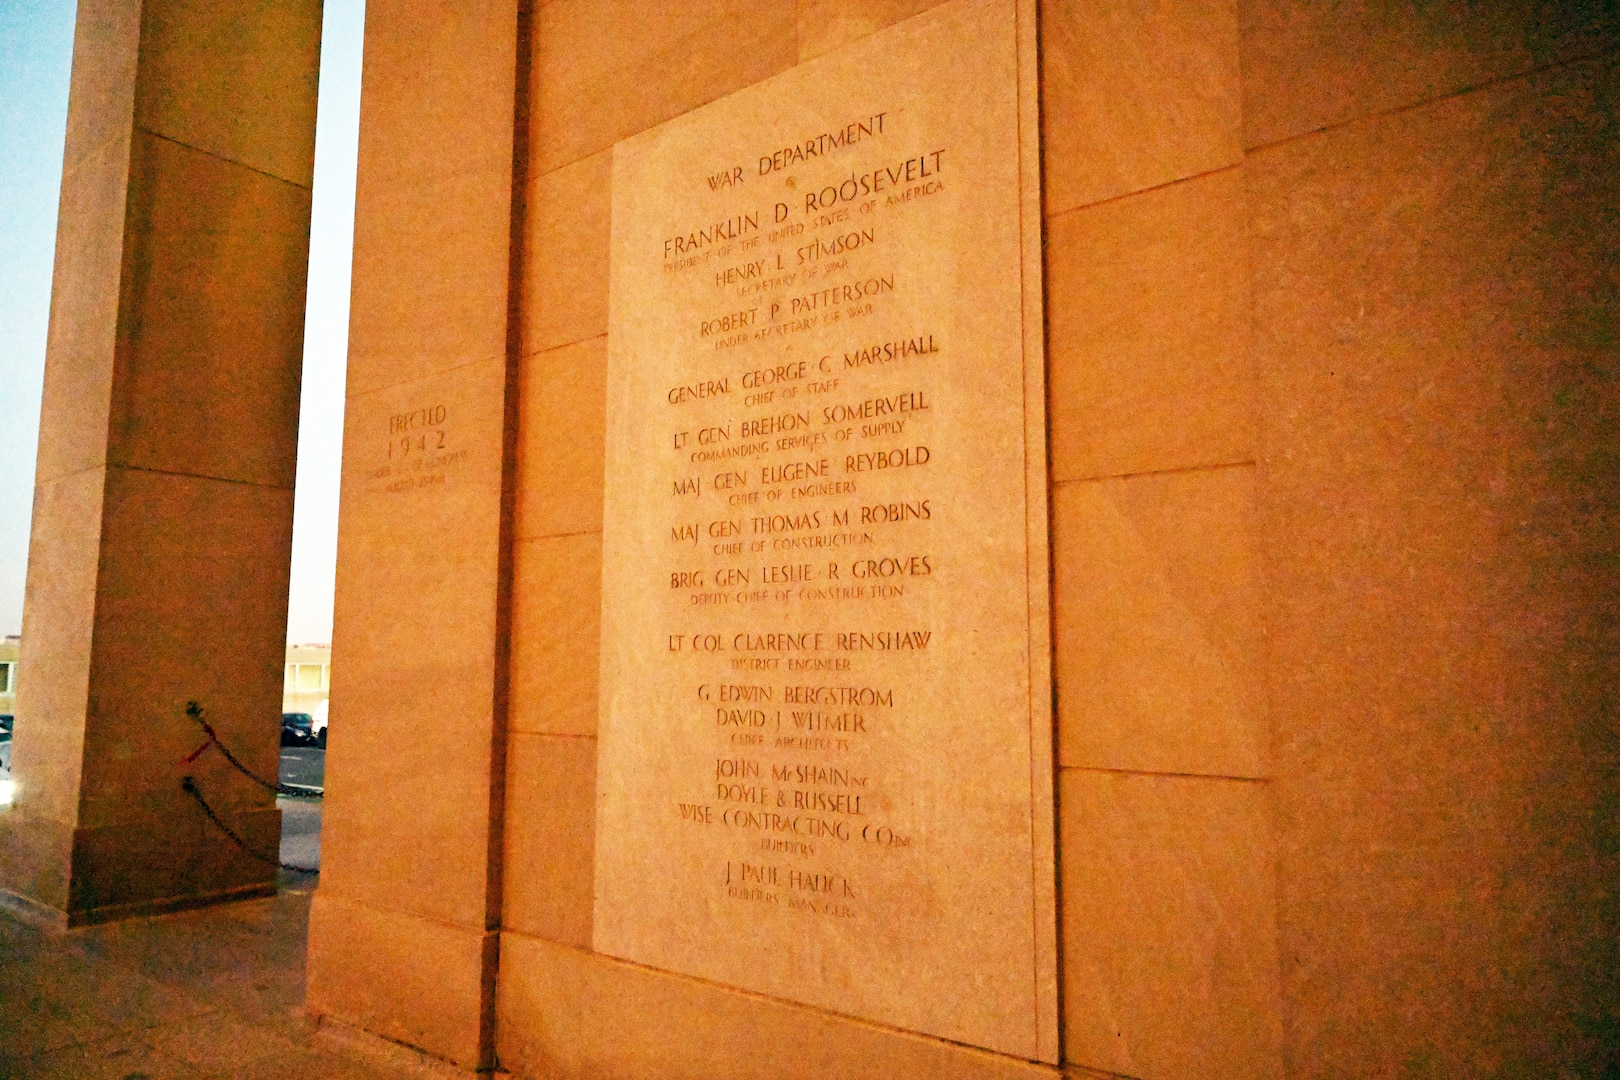 ERECTED
1942
WAR DEPARTMENT
FRANKLIN D ROOSEVELT
PRESIDENT OF THE UNITED STATES OF AMERICA
HENRY L STIMSON
SECRETARY OF WAR
ROBERT P PATTERSON
UNDER SECRETARY OF WAR
GENERAL GEORGE C MARSHALL
CHIEF OF STAFF
LT GEN BREHON SOMERVELL
COMMANDING SERVICES OF SUPPLY
MAJ GEN EUGENE REYBOLD
CHIEF OF ENGINEERS
MAJ GEN THOMAS M ROBINS
CHIEF OF CONSTRUCTION
BRIG GEN LESLIE R GROVES
DEPUTY CHIEF OF CONSTRUCTION
LT COL CLARENCE RENSHAW
DISTRICT ENGINEER
G EDWIN BERGSTROM
DAVID J WITMER
CHIEF ARCHITECTS
JOHN McSHAIN INC
DOYLE & RUSSELL
WISE CONTRACTING CO INC
BUILDERS
J PAUL HAUCK
BUILDERS MANAGER